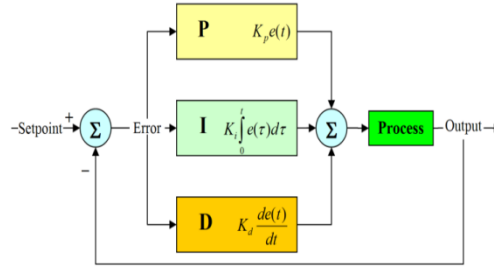 P K_p e(t)
+
–Setpoint Σ Error I K_i ∫_0^t e(τ)dτ Σ Process Output
–
D K_d de(t)/dt